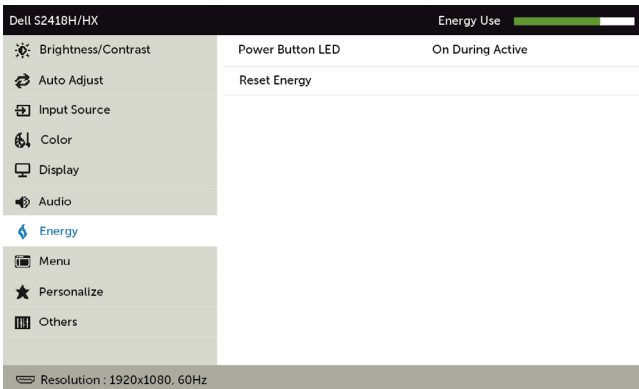 Dell S2418H/HX Energy Use
Brightness/Contrast Power Button LED On During Active
Auto Adjust Reset Energy
Input Source
Color
Display
Audio
Energy
Menu
Personalize
Others
Resolution : 1920x1080, 60Hz